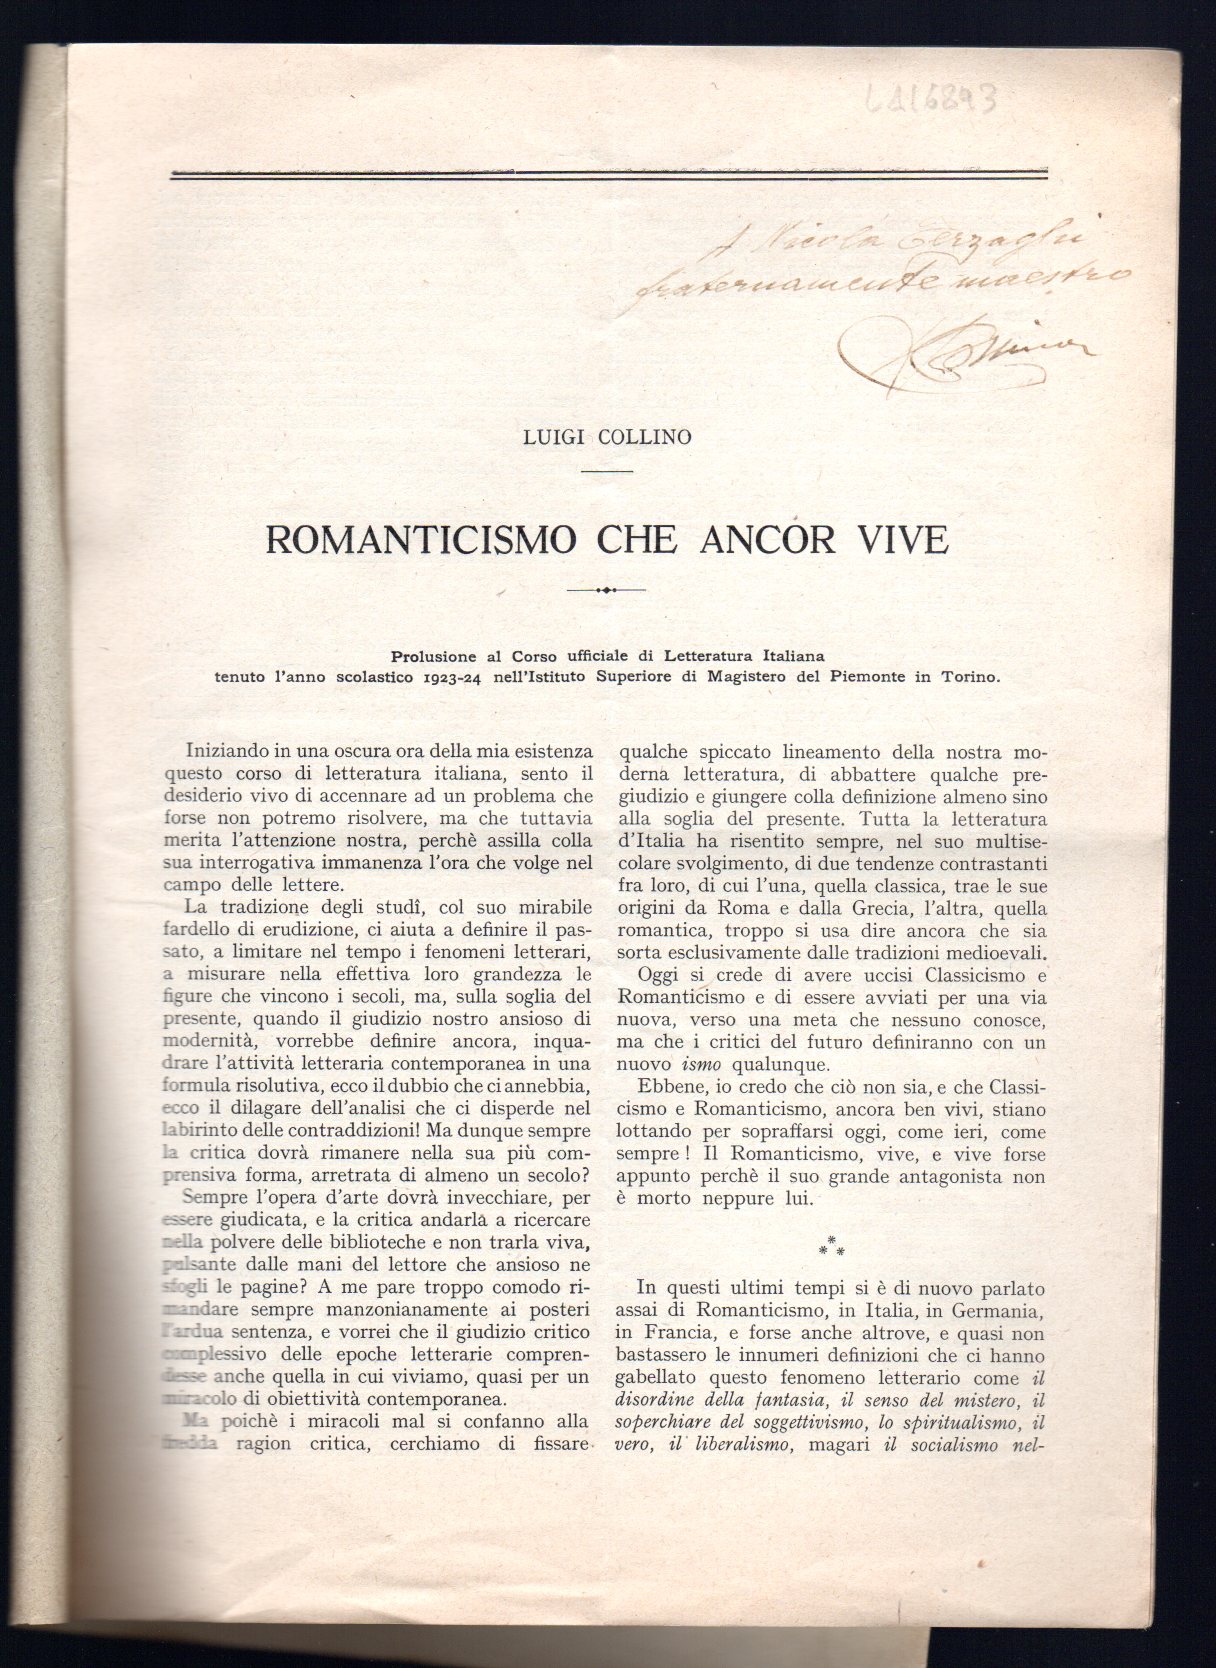 LA16893
A Nicola Terzaghi
fraternamente maestro
LUIGI COLLINO
ROMANTICISMO CHE ANCOR VIVE
Prolusione al Corso ufficiale di Letteratura Italiana
tenuto l'anno scolastico 1923-24 nell'Istituto Superiore di Magistero del Piemonte in Torino.
Iniziando in una oscura ora della mia esistenza
questo corso di letteratura italiana, sento il
desiderio vivo di accennare ad un problema che
forse non potremo risolvere, ma che tuttavia
merita l'attenzione nostra, perchè assilla colla
sua interrogativa immanenza l'ora che volge nel
campo delle lettere.
La tradizione degli studî, col suo mirabile
fardello di erudizione, ci aiuta a definire il pas-
sato, a limitare nel tempo i fenomeni letterari,
a misurare nella effettiva loro grandezza le
figure che vincono i secoli, ma, sulla soglia del
presente, quando il giudizio nostro ansioso di
modernità, vorrebbe definire ancora, inqua-
drare l'attività letteraria contemporanea in una
formula risolutiva, ecco il dubbio che ci annebbia,
ecco il dilagare dell'analisi che ci disperde nel
labirinto delle contraddizioni! Ma dunque sempre
la critica dovrà rimanere nella sua più com-
prensiva forma, arretrata di almeno un secolo?
Sempre l'opera d'arte dovrà invecchiare, per
essere giudicata, e la critica andarla a ricercare
nella polvere delle biblioteche e non trarla viva,
pulsante dalle mani del lettore che ansioso ne
sfogli le pagine? A me pare troppo comodo ri-
mandare sempre manzonianamente ai posteri
l'ardua sentenza, e vorrei che il giudizio critico
complessivo delle epoche letterarie compren-
desse anche quella in cui viviamo, quasi per un
miracolo di obiettività contemporanea.
Ma poichè i miracoli mal si confanno alla
fredda ragion critica, cerchiamo di fissare
qualche spiccato lineamento della nostra mo-
derna letteratura, di abbattere qualche pre-
giudizio e giungere colla definizione almeno sino
alla soglia del presente. Tutta la letteratura
d'Italia ha risentito sempre, nel suo multise-
colare svolgimento, di due tendenze contrastanti
fra loro, di cui l'una, quella classica, trae le sue
origini da Roma e dalla Grecia, l'altra, quella
romantica, troppo si usa dire ancora che sia
sorta esclusivamente dalle tradizioni medioevali.
Oggi si crede di avere uccisi Classicismo e
Romanticismo e di essere avviati per una via
nuova, verso una meta che nessuno conosce,
ma che i critici del futuro definiranno con un
nuovo ismo qualunque.
Ebbene, io credo che ciò non sia, e che Classi-
cismo e Romanticismo, ancora ben vivi, stiano
lottando per sopraffarsi oggi, come ieri, come
sempre! Il Romanticismo, vive, e vive forse
appunto perchè il suo grande antagonista non
è morto neppure lui.
***
In questi ultimi tempi si è di nuovo parlato
assai di Romanticismo, in Italia, in Germania,
in Francia, e forse anche altrove, e quasi non
bastassero le innumeri definizioni che ci hanno
gabellato questo fenomeno letterario come il
disordine della fantasia, il senso del mistero, il
soperchiare del soggettivismo, lo spiritualismo, il
vero, il liberalismo, magari il socialismo nel-